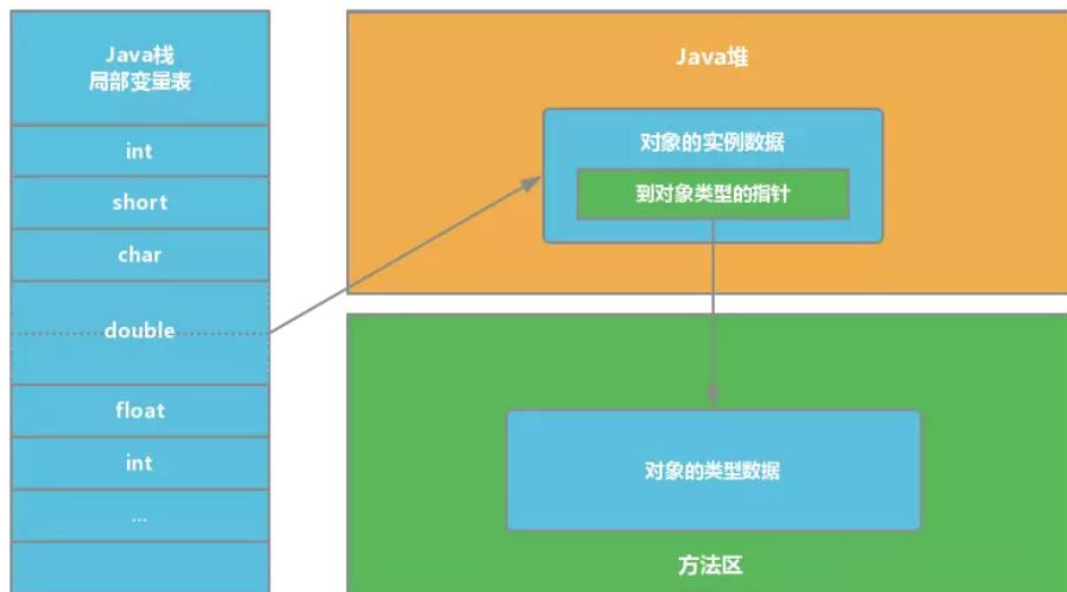 Java栈
局部变量表
int
short
char
double
float
int
...
Java堆
对象的实例数据
到对象类型的指针
对象的类型数据
方法区